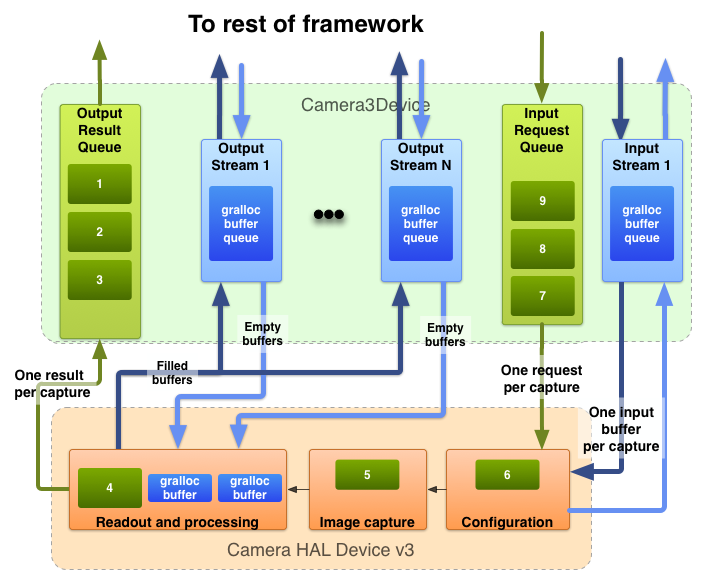 To rest of framework
Camera3Device
Output
Result
Queue
1
2
3
Output
Stream 1
gralloc
buffer
queue
Output
Stream N
gralloc
buffer
queue
Input
Request
Queue
9
8
7
Input
Stream 1
gralloc
buffer
queue
Empty
buffers
Empty
buffers
Filled
buffers
One result
per capture
One request
per capture
One input
buffer
per capture
4
gralloc
buffer
gralloc
buffer
Readout and processing
5
Image capture
6
Configuration
Camera HAL Device v3